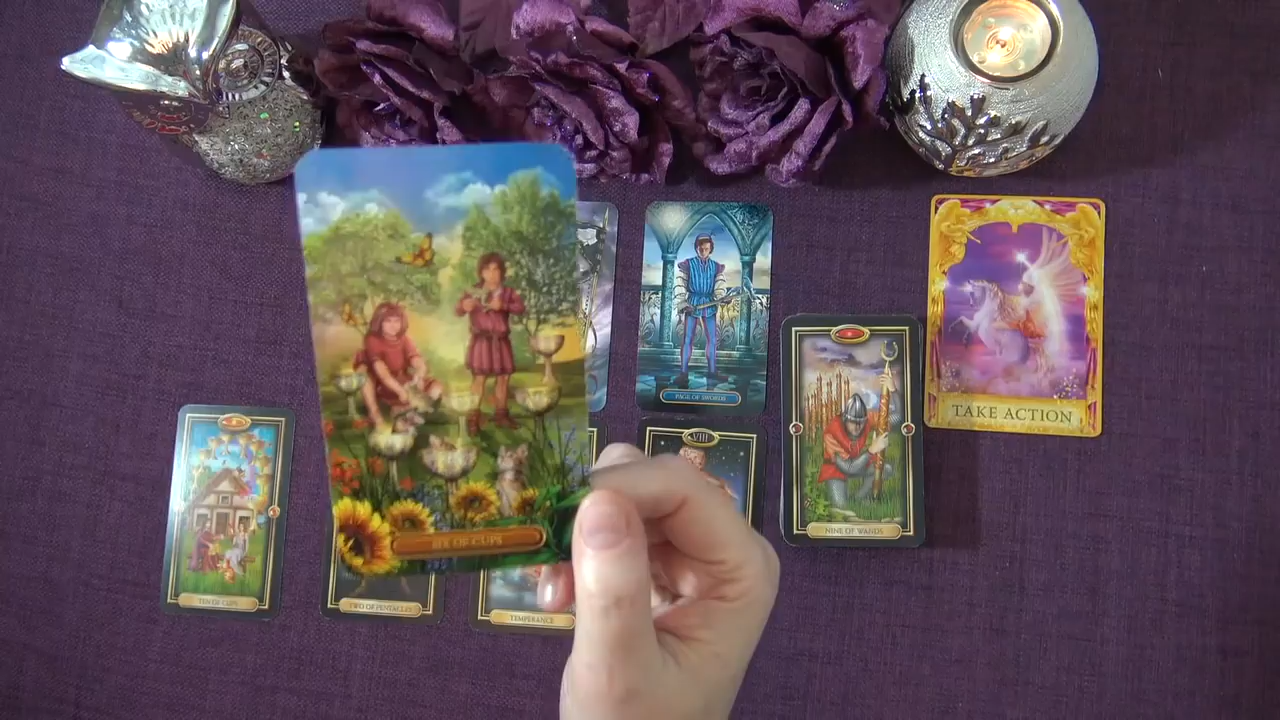 SIX OF CUPS
PAGE OF SWORDS
TAKE ACTION
VIII
NINE OF WANDS
TEN OF CUPS
TWO OF PENTACLES
TEMPERANCE